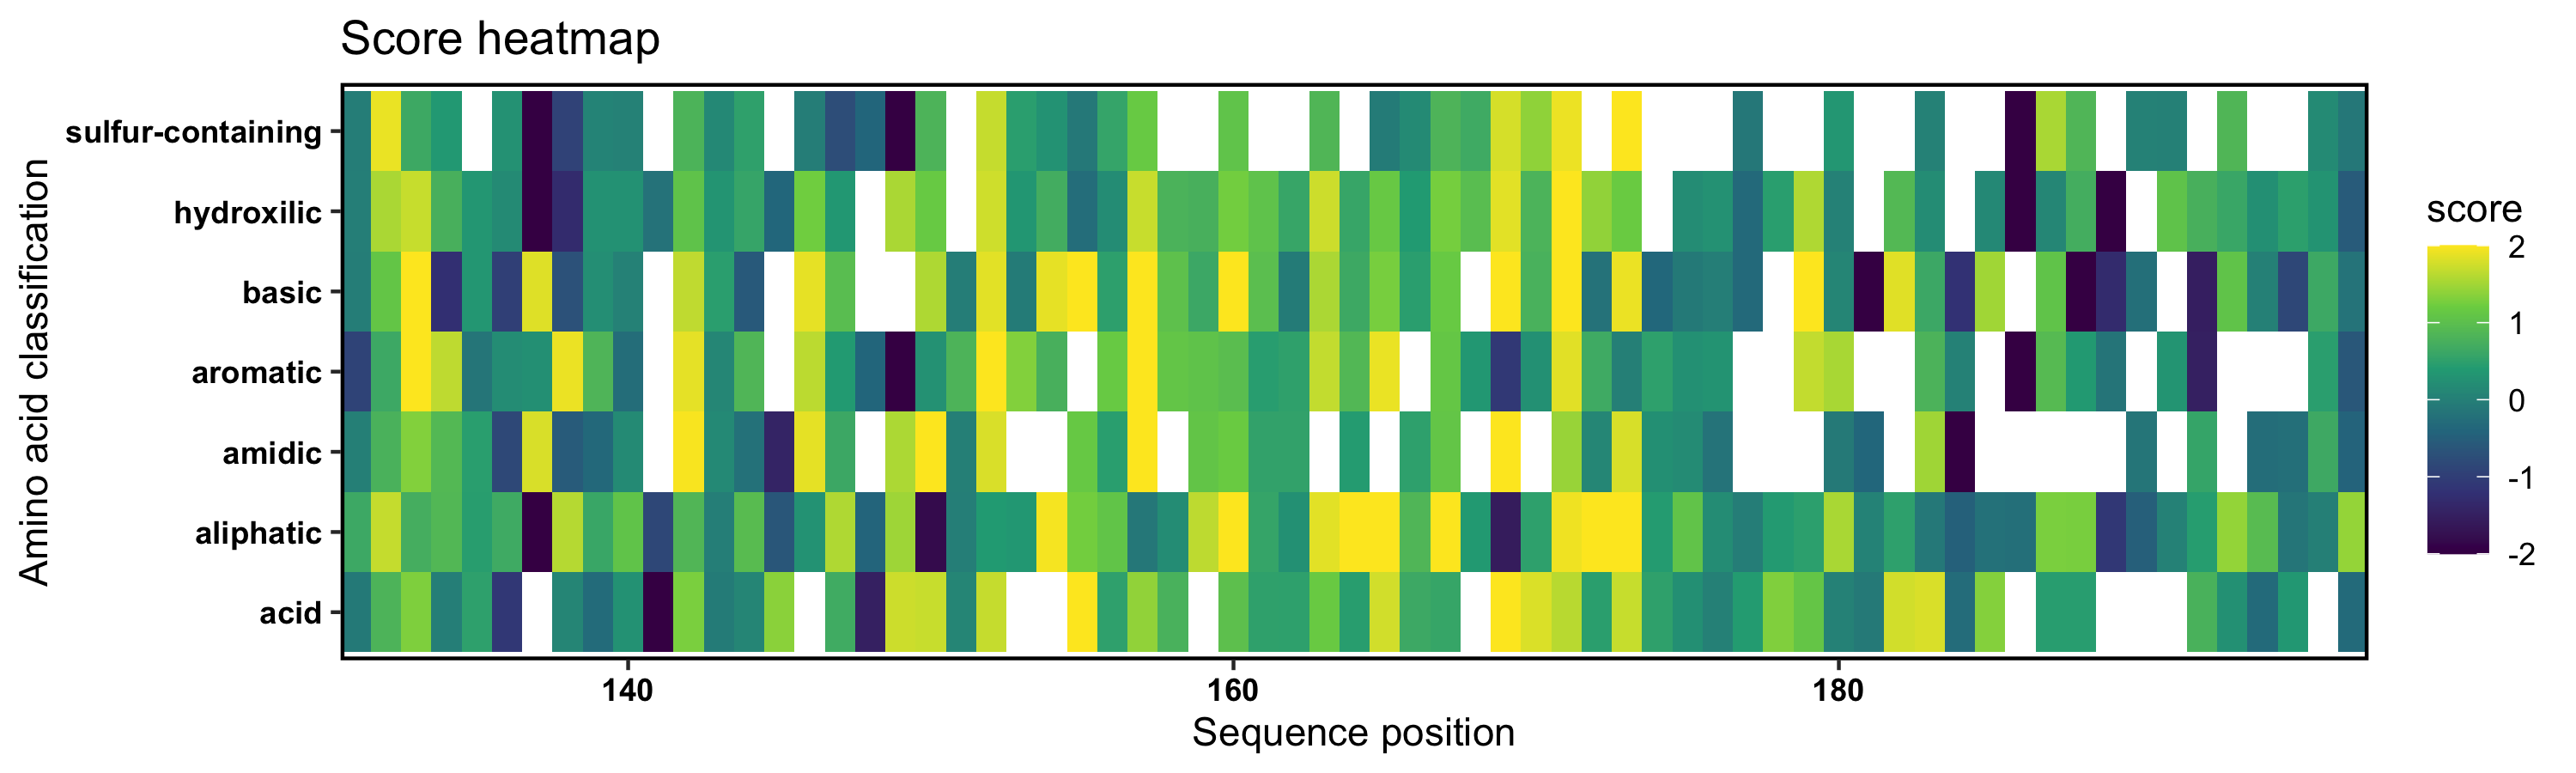 Score heatmap
Amino acid classification
sulfur-containing
hydroxilic
basic
aromatic
amidic
aliphatic
acid
140
160
180
Sequence position
score
2
1
0
-1
-2